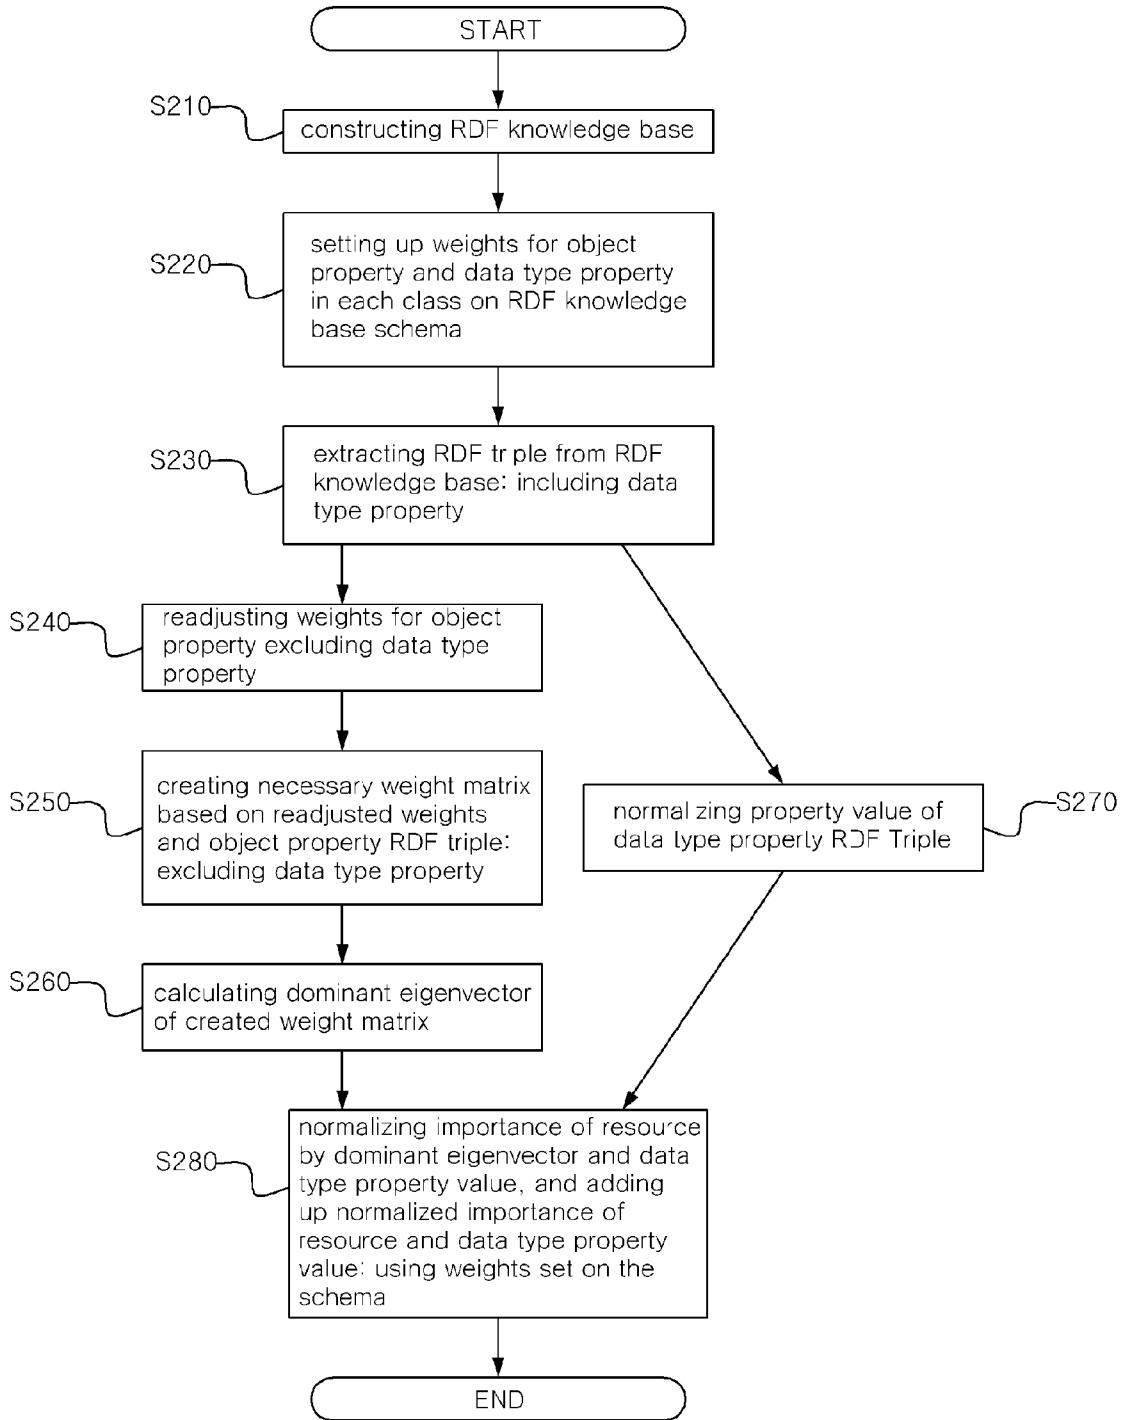 START
S210
constructing RDF knowledge base
S220
setting up weights for object
property and data type property
in each class on RDF knowledge
base schema
S230
extracting RDF triple from RDF
knowledge base: including data
type property
S240
readjusting weights for object
property excluding data type
property
S250
creating necessary weight matrix
based on readjusted weights
and object property RDF triple:
excluding data type property
S270
normalizing property value of
data type property RDF Triple
S260
calculating dominant eigenvector
of created weight matrix
S280
normalizing importance of resource
by dominant eigenvector and data
type property value, and adding
up normalized importance of
resource and data type property
value: using weights set on the
schema
END